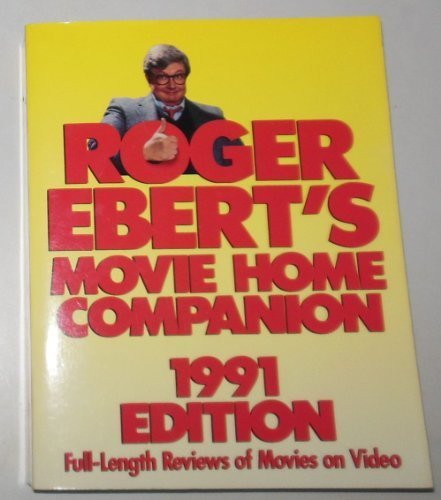 ROGER
EBERT'S
MOVIE HOME
COMPANION
1991
EDITION
Full-Length Reviews of Movies on Video